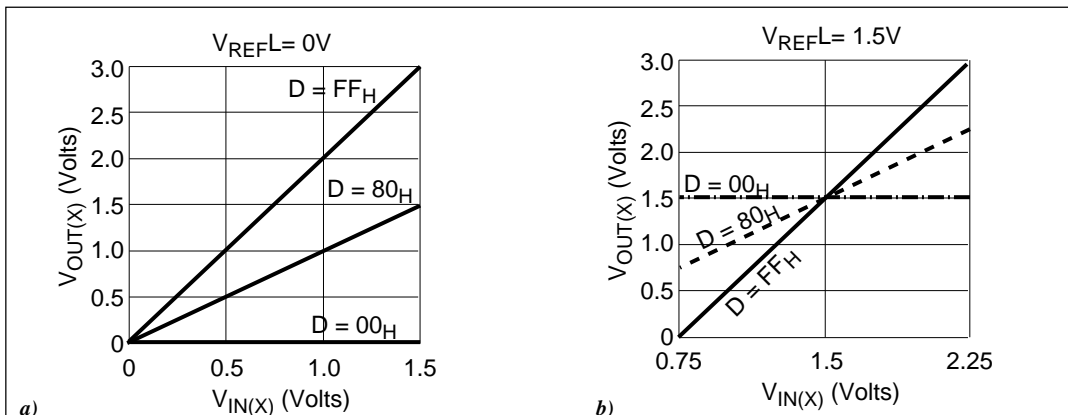 V_REFL= 0V
3.0
2.5
2.0
1.5
1.0
0.5
0
V_OUT(X) (Volts)
D = FF_H
D = 80_H
D = 00_H
0
0.5
1.0
1.5
V_IN(X) (Volts)
a)
V_REFL= 1.5V
3.0
2.5
2.0
1.5
1.0
0.5
0
V_OUT(X) (Volts)
D = 00_H
D = 80_H
D = FF_H
0.75
1.5
2.25
V_IN(X) (Volts)
b)